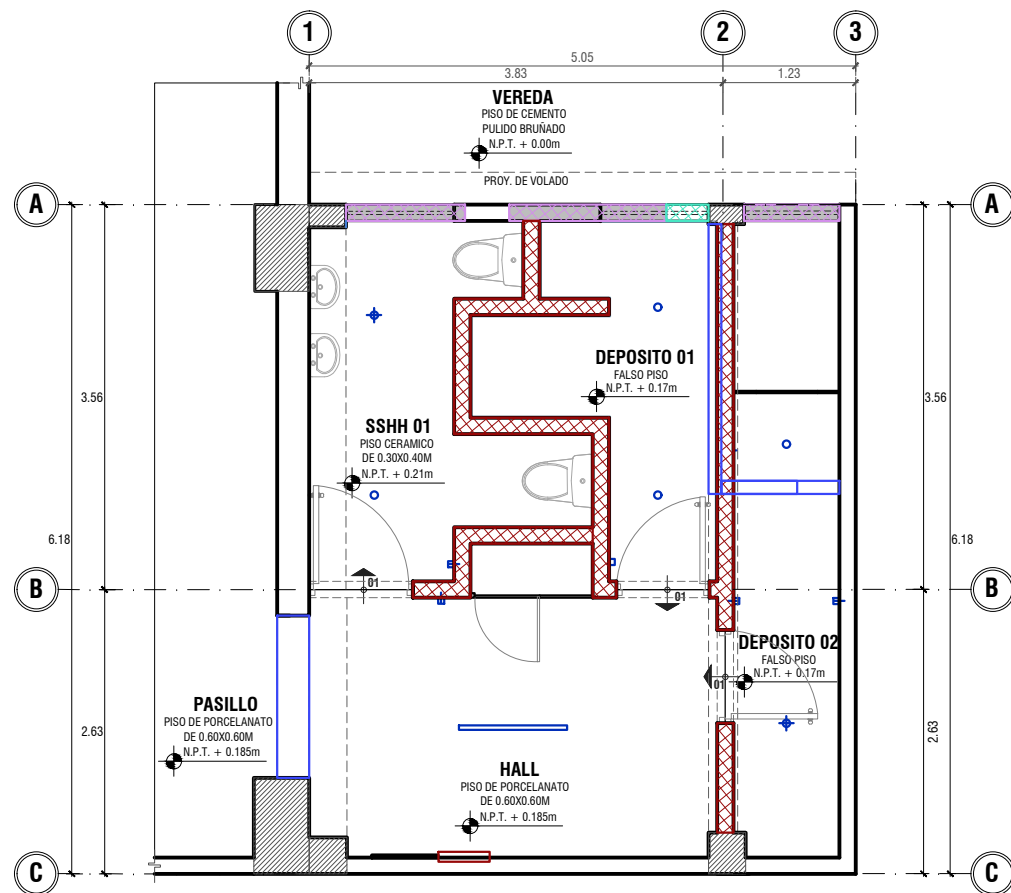 1
2
3
5.05
3.83
1.23
VEREDA
PISO DE CEMENTO
PULIDO BRUÑADO
N.P.T. + 0.00m
PROY. DE VOLADO
A
A
DEPOSITO 01
FALSO PISO
N.P.T. + 0.17m
3.56
3.56
SSHH 01
PISO CERAMICO
DE 0.30X0.40M
N.P.T. + 0.21m
6.18
6.18
B
01
01
B
DEPOSITO 02
FALSO PISO
N.P.T. + 0.17m
01
PASILLO
PISO DE PORCELANATO
DE 0.60X0.60M
N.P.T. + 0.185m
2.63
2.63
HALL
PISO DE PORCELANATO
DE 0.60X0.60M
N.P.T. + 0.185m
C
C